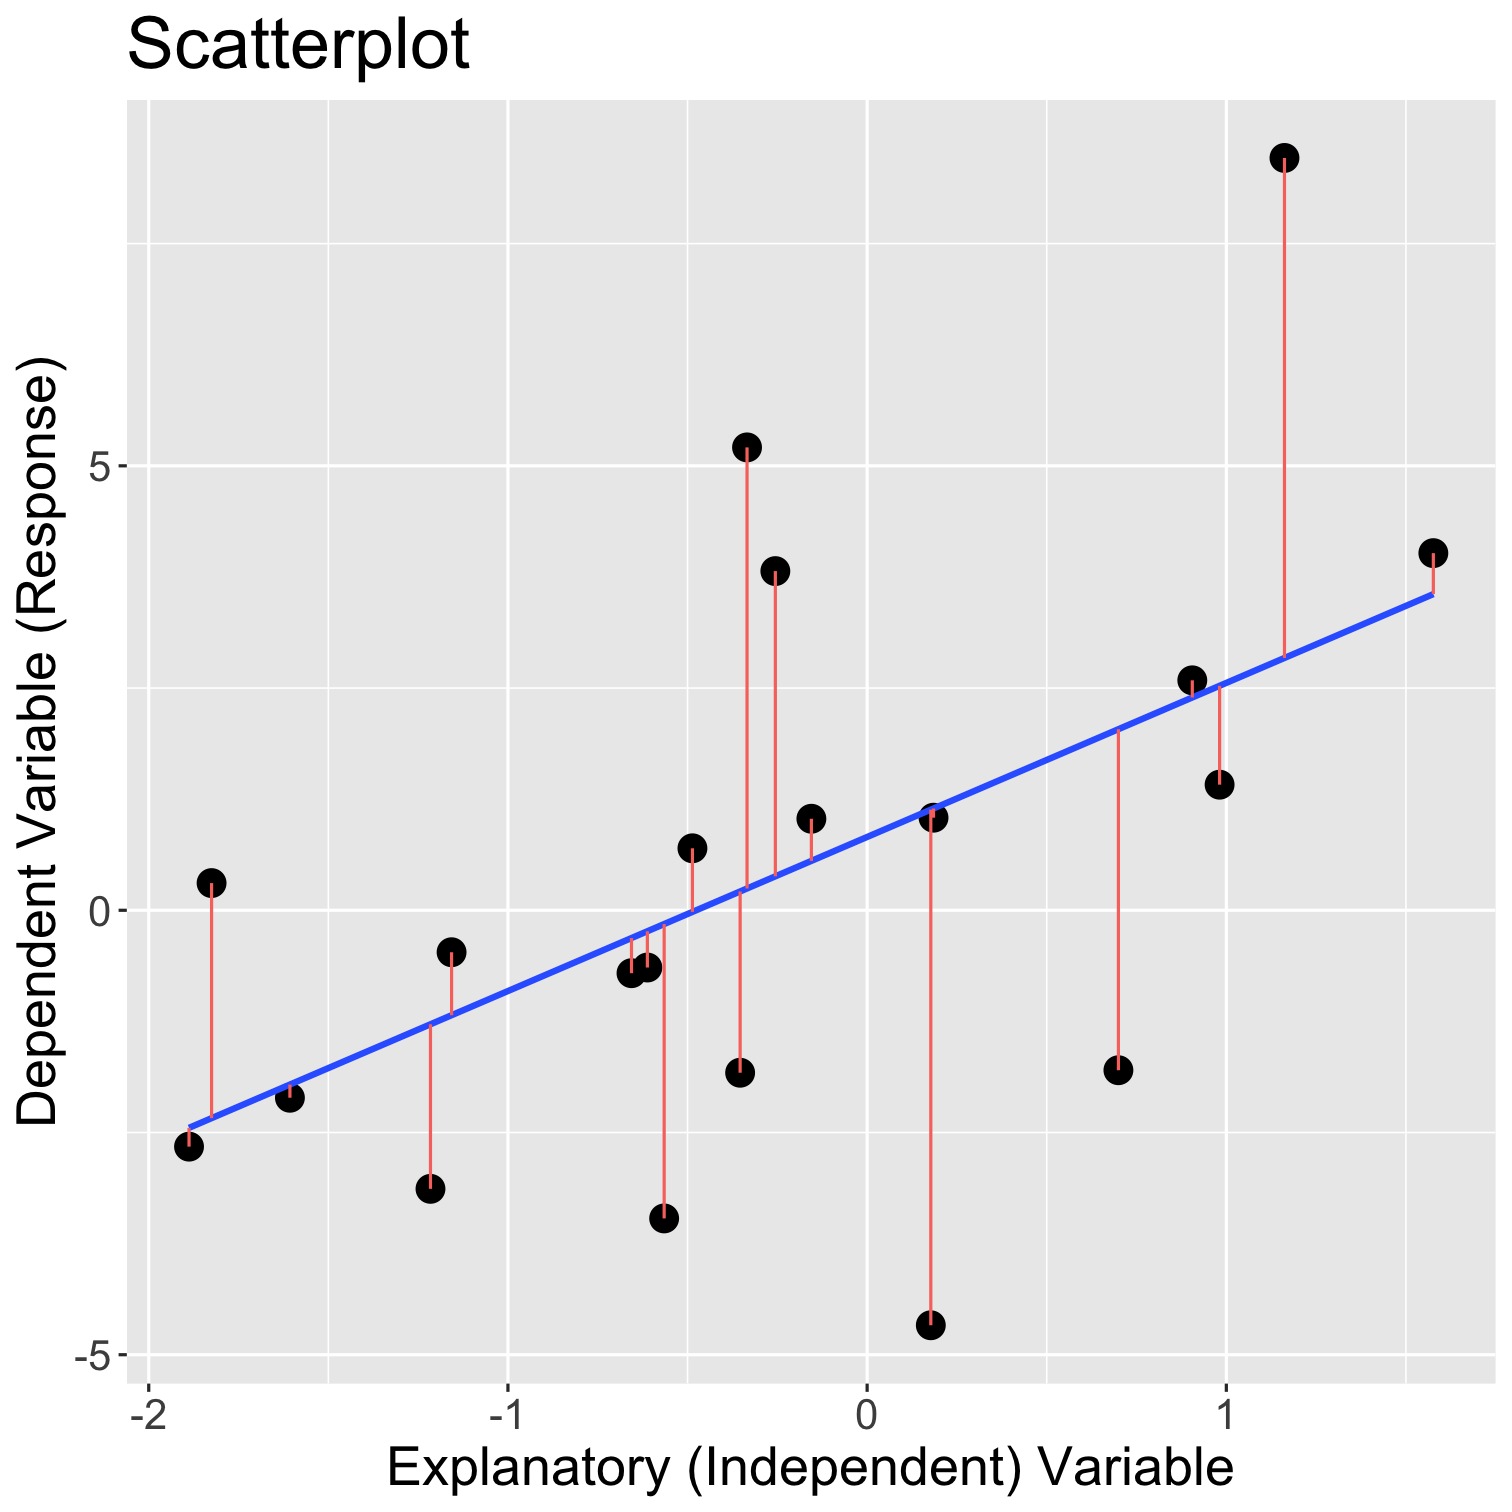 Scatterplot
Dependent Variable (Response)
5
0
-5
-2
-1
0
1
Explanatory (Independent) Variable